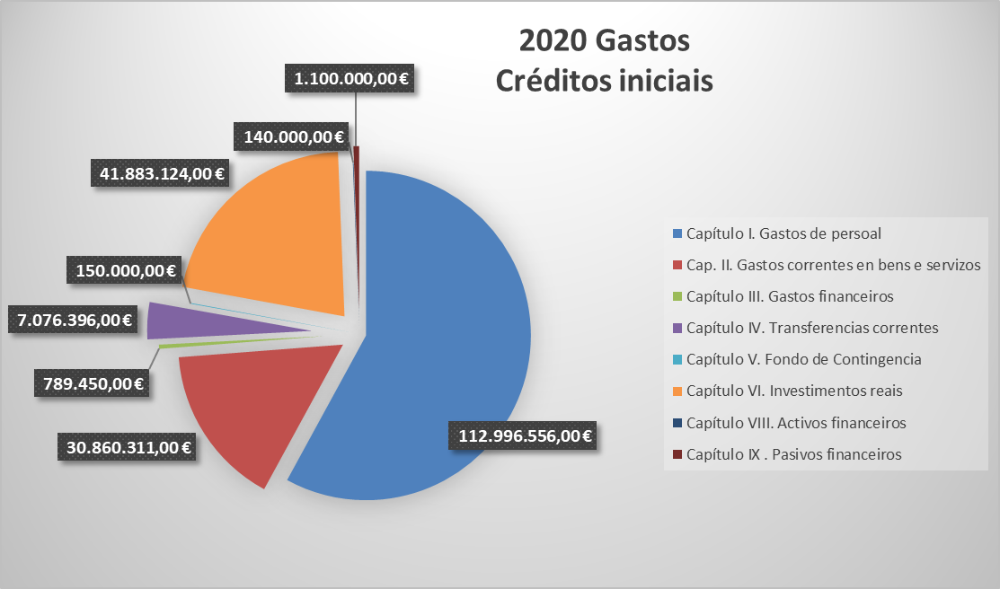 2020 Gastos
Créditos iniciais
1.100.000,00 €
140.000,00 €
41.883.124,00 €
150.000,00 €
7.076.396,00 €
789.450,00 €
30.860.311,00 €
112.996.556,00 €
Capítulo I. Gastos de persoal
Cap. II. Gastos correntes en bens e servizos
Capítulo III. Gastos financeiros
Capítulo IV. Transferencias correntes
Capítulo V. Fondo de Contingencia
Capítulo VI. Investimentos reais
Capítulo VIII. Activos financeiros
Capítulo IX . Pasivos financeiros